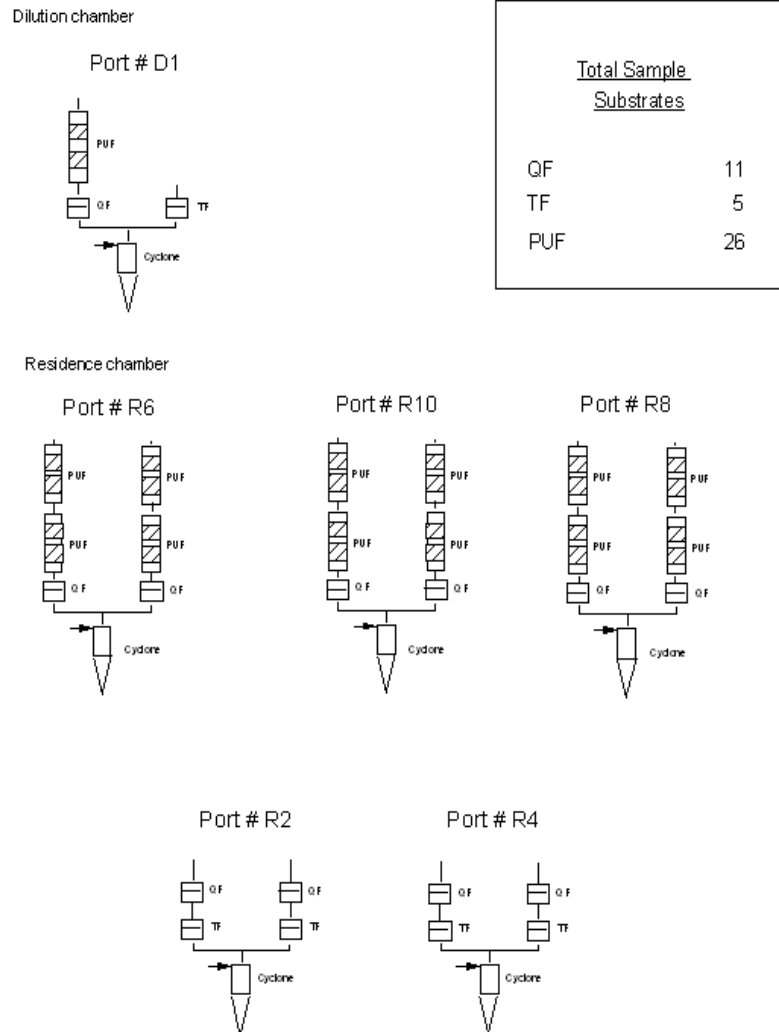 Dilution chamber
Port # D1
PUF
QF
TF
Cyclone
Total Sample
Substrates
QF 11
TF 5
PUF 26
Residence chamber
Port # R6
Port # R10
Port # R8
PUF PUF PUF PUF PUF PUF
PUF PUF PUF PUF PUF PUF
QF QF QF QF QF QF
Cyclone Cyclone Cyclone
Port # R2
Port # R4
QF QF QF QF
TF TF TF TF
Cyclone Cyclone